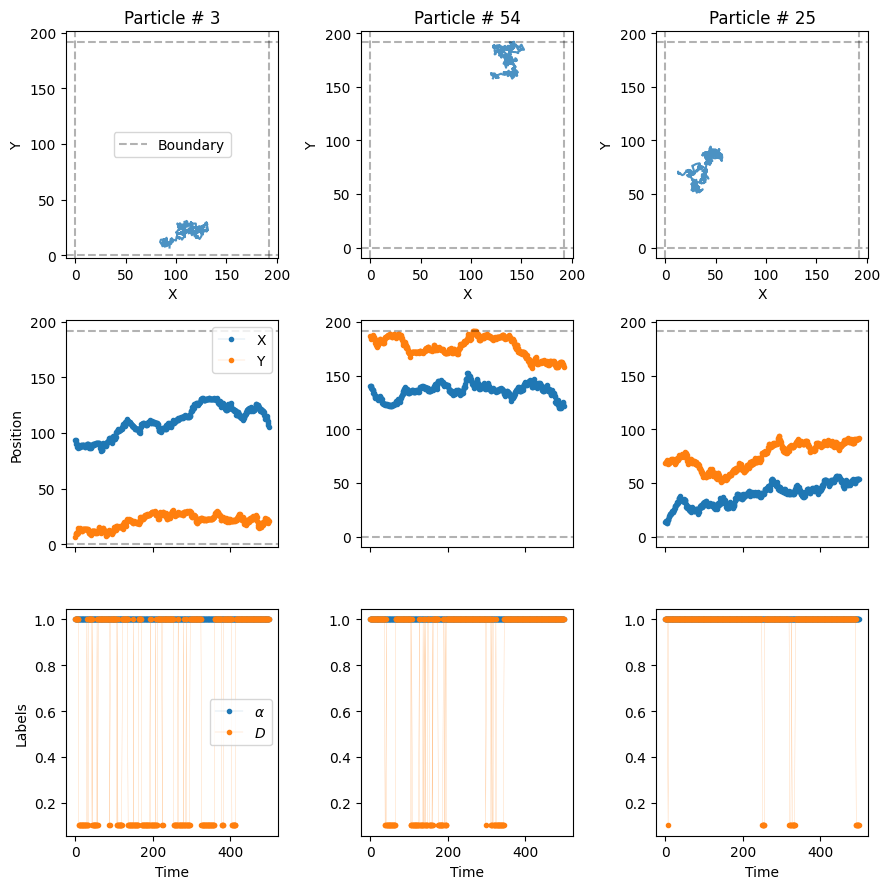 Particle # 3 Particle # 54 Particle # 25
200 200 200
150 150 150
Y 100 Boundary Y 100 Y 100
50 50 50
0 0 0
0 50 100 150 200 0 50 100 150 200 0 50 100 150 200
X X X
200 200 200
X
Y
150 150 150
Position 100 100 100
50 50 50
0 0 0
1.0 1.0 1.0
0.8 0.8 0.8
Labels 0.6 α 0.6 0.6
D
0.4 0.4 0.4
0.2 0.2 0.2
0 200 400 0 200 400 0 200 400
Time Time Time